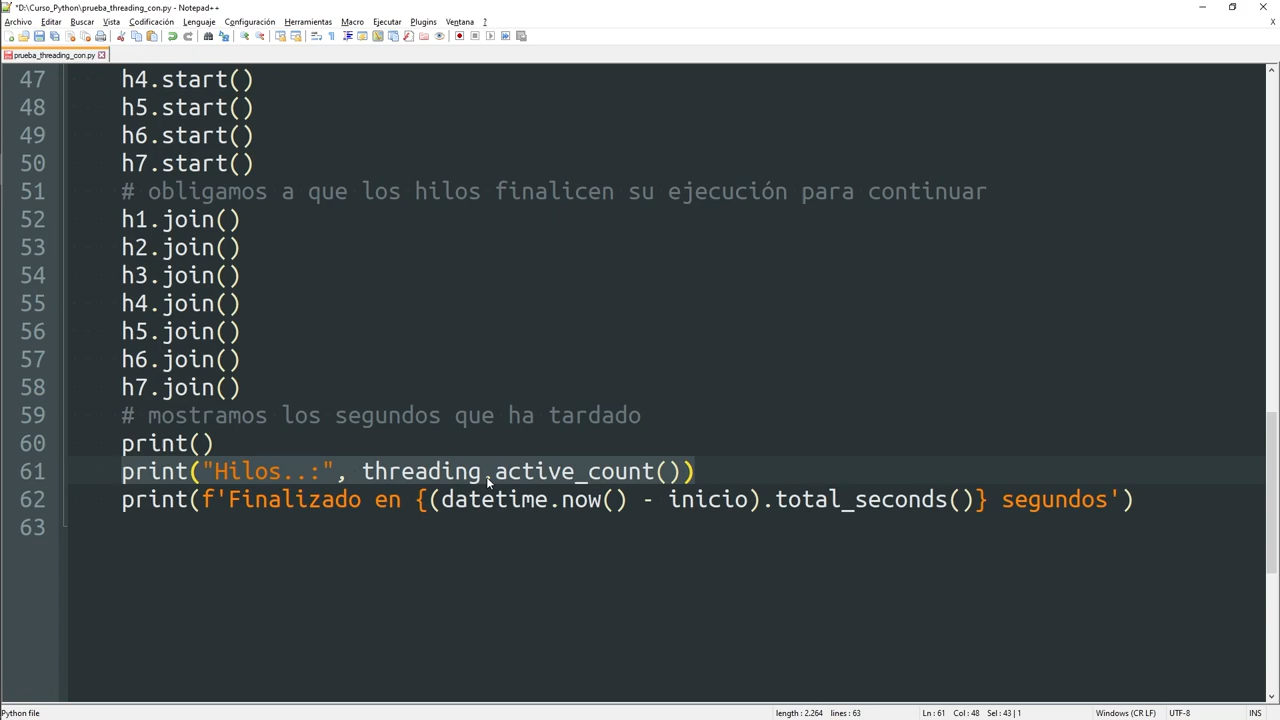 *D:\Curso_Python\prueba_threading_con.py - Notepad++
Archivo Editar Buscar Vista Codificación Lenguaje Configuración Herramientas Macro Ejecutar Plugins Ventana ? X
prueba_threading_con.py
47 h4.start()
48 h5.start()
49 h6.start()
50 h7.start()
51 # obligamos a que los hilos finalicen su ejecución para continuar
52 h1.join()
53 h2.join()
54 h3.join()
55 h4.join()
56 h5.join()
57 h6.join()
58 h7.join()
59 # mostramos los segundos que ha tardado
60 print()
61 print("Hilos..:", threading.active_count())
62 print(f'Finalizado en {(datetime.now() - inicio).total_seconds()} segundos')
63
Python file length : 2.264 lines : 63 Ln : 61 Col : 48 Sel : 43 | 1 Windows (CR LF) UTF-8 INS